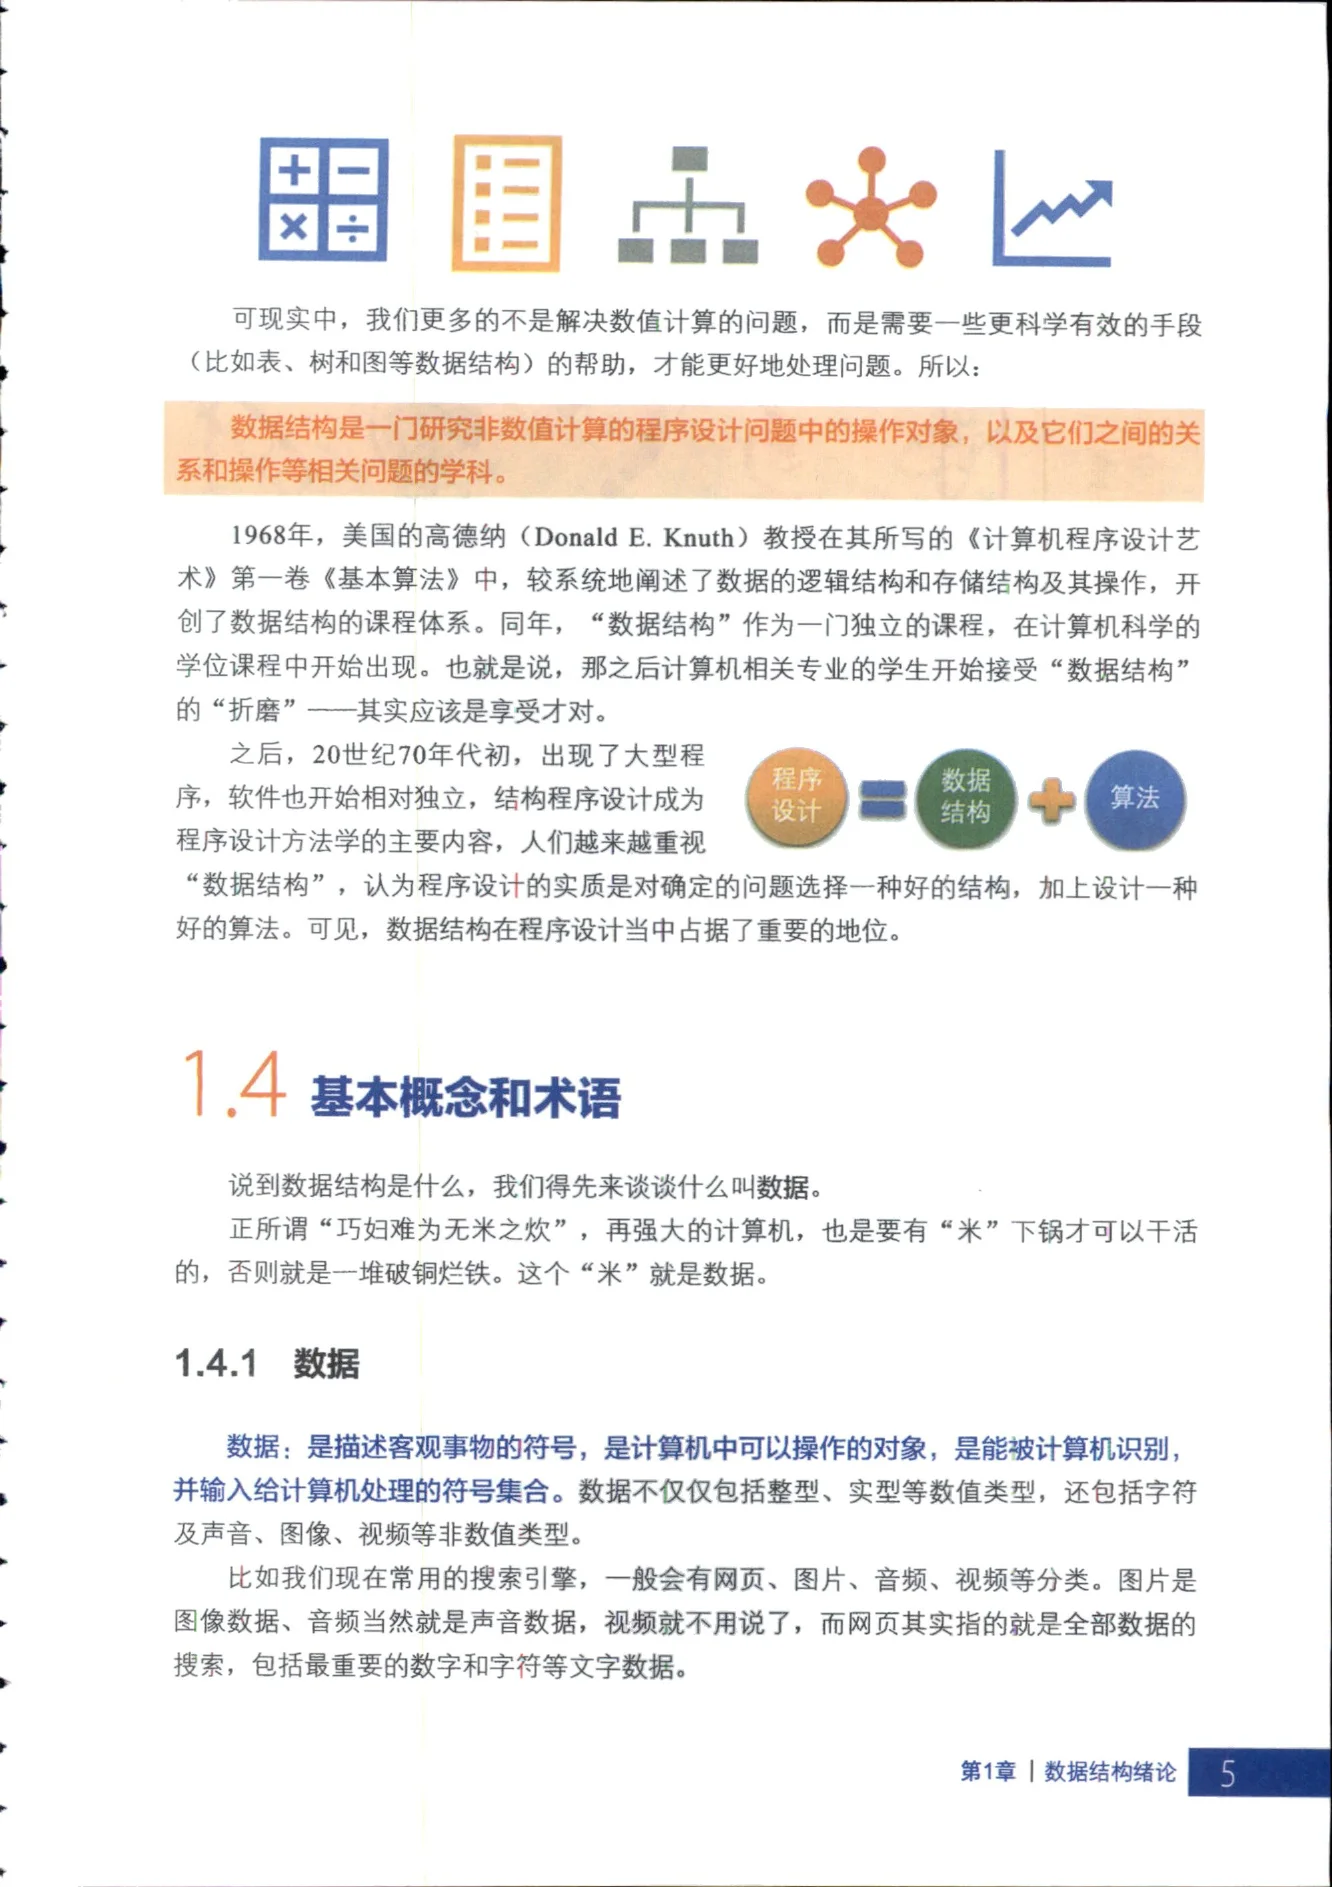 可现实中，我们更多的不是解决数值计算的问题，而是需要一些更科学有效的手段
（比如表、树和图等数据结构）的帮助，才能更好地处理问题。所以：
数据结构是一门研究非数值计算的程序设计问题中的操作对象，以及它们之间的关
系和操作等相关问题的学科。
1968年，美国的高德纳（Donald E. Knuth）教授在其所写的《计算机程序设计艺
术》第一卷《基本算法》中，较系统地阐述了数据的逻辑结构和存储结构及其操作，开
创了数据结构的课程体系。同年，“数据结构”作为一门独立的课程，在计算机科学的
学位课程中开始出现。也就是说，那之后计算机相关专业的学生开始接受“数据结构”
的“折磨”——其实应该是享受才对。
之后，20世纪70年代初，出现了大型程
序，软件也开始相对独立，结构程序设计成为
程序设计方法学的主要内容，人们越来越重视
“数据结构”，认为程序设计的实质是对确定的问题选择一种好的结构，加上设计一种
好的算法。可见，数据结构在程序设计当中占据了重要的地位。
程序
设计
数据
结构
算法
1.4 基本概念和术语
说到数据结构是什么，我们得先来谈谈什么叫数据。
正所谓“巧妇难为无米之炊”，再强大的计算机，也是要有“米”下锅才可以干活
的，否则就是一堆破铜烂铁。这个“米”就是数据。
1.4.1 数据
数据：是描述客观事物的符号，是计算机中可以操作的对象，是能被计算机识别，
并输入给计算机处理的符号集合。数据不仅仅包括整型、实型等数值类型，还包括字符
及声音、图像、视频等非数值类型。
比如我们现在常用的搜索引擎，一般会有网页、图片、音频、视频等分类。图片是
图像数据、音频当然就是声音数据，视频就不用说了，而网页其实指的就是全部数据的
搜索，包括最重要的数字和字符等文字数据。
第1章 | 数据结构绪论 5